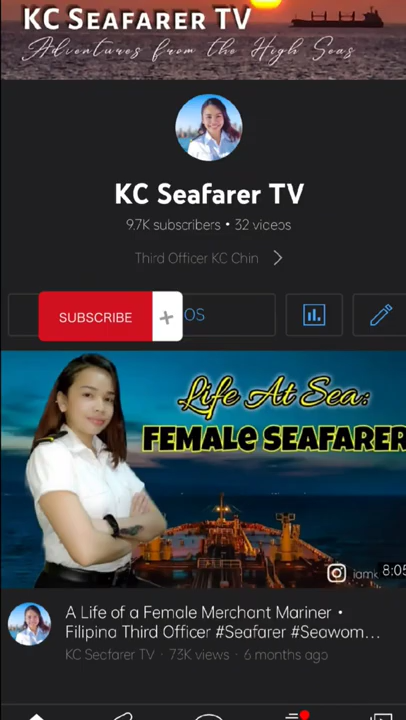 KC SEAFARER TV
Adventures from the High Seas
KC Seafarer TV
9.7K subscribers • 32 videos
Third Officer KC Chin
SUBSCRIBE
OS
Life At Sea:
FEMALE SEAFARER
iamk 8:05
A Life of a Female Merchant Mariner •
Filipina Third Officer #Seafarer #Seawom...
KC Seafarer TV · 73K views · 6 months ago